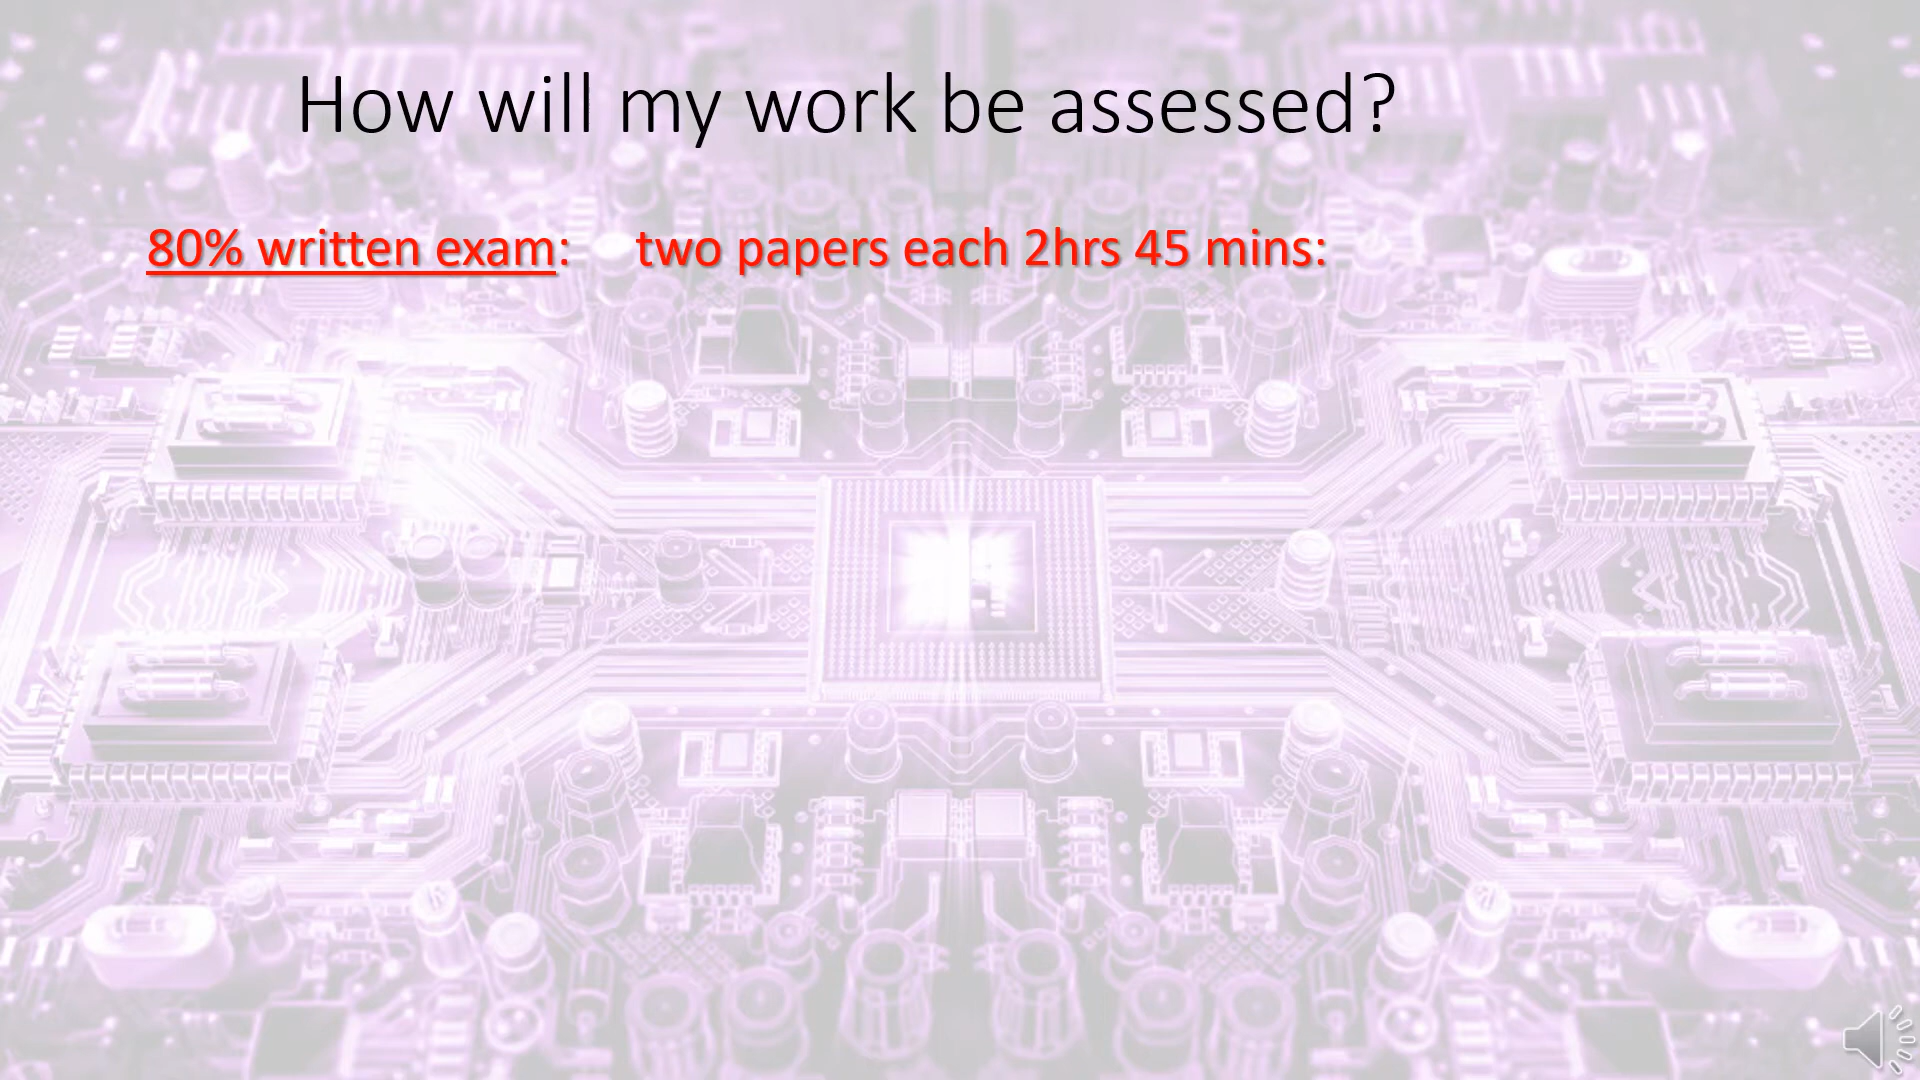 How will my work be assessed?
80% written exam: two papers each 2hrs 45 mins: